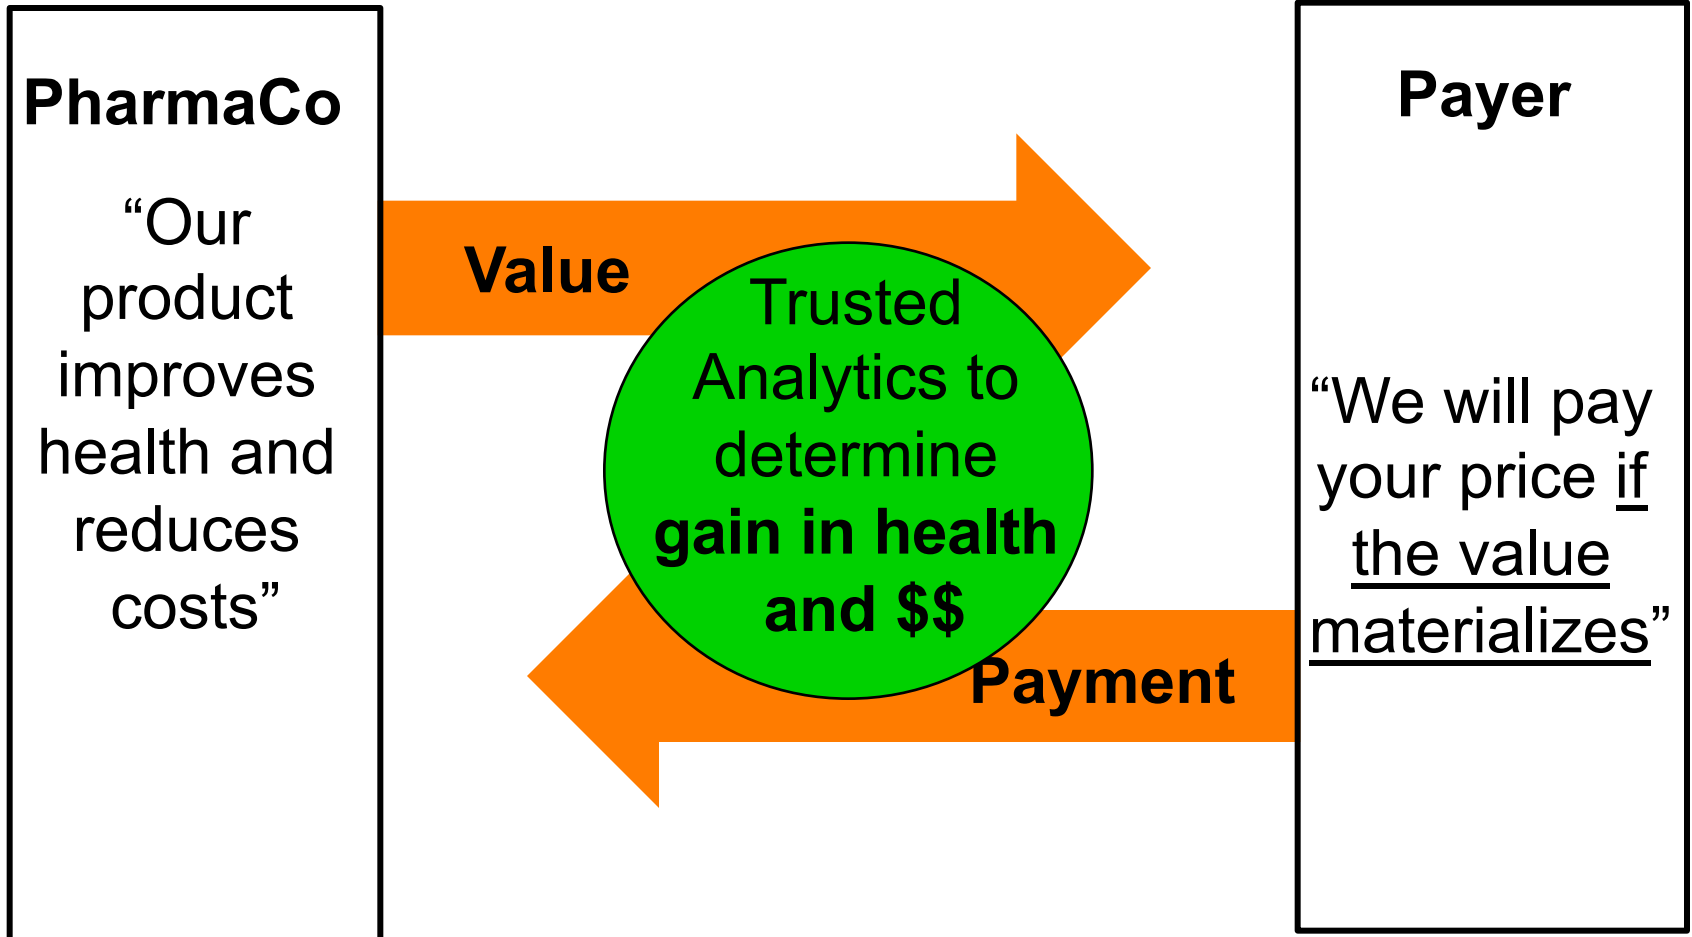 PharmaCo
“Our
product
improves
health and
reduces
costs”
Value
Trusted
Analytics to
determine
gain in health
and $$
Payment
Payer
“We will pay
your price if
the value
materializes”